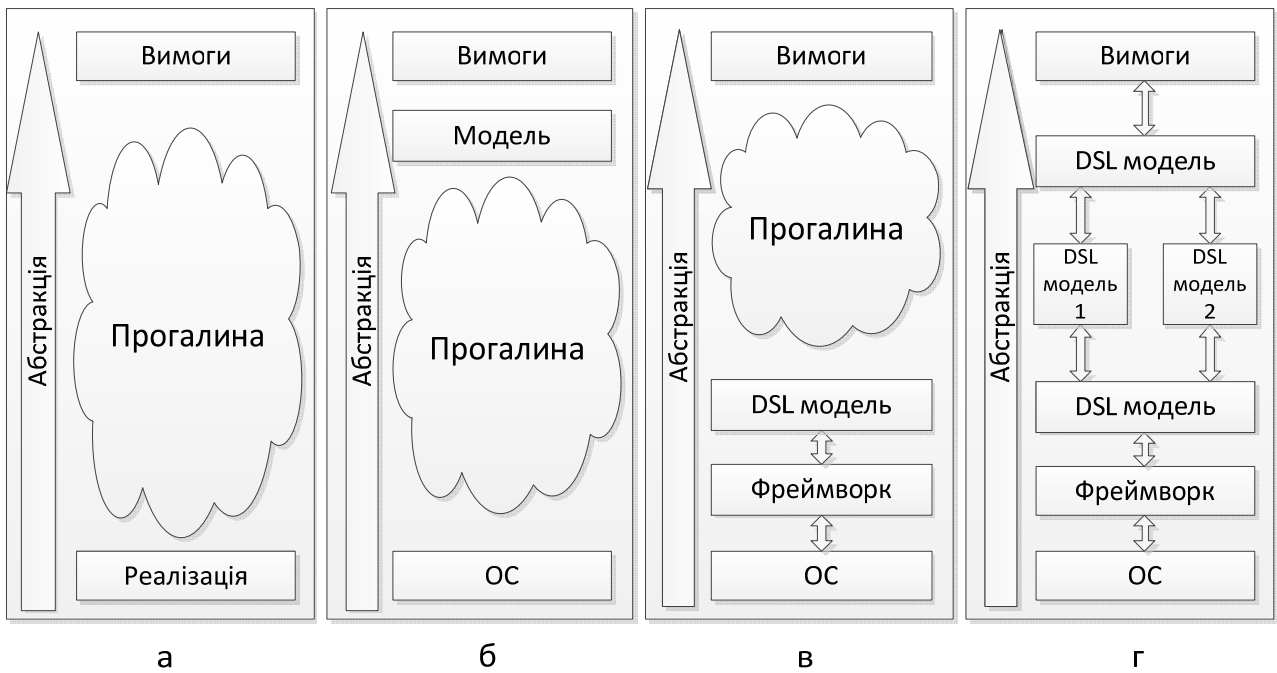 Вимоги
Прогалина
Реалізація
Абстракція
а
Вимоги
Модель
Прогалина
ОС
Абстракція
б
Вимоги
Прогалина
DSL модель
Фреймворк
ОС
Абстракція
в
Вимоги
DSL модель
DSL
модель
1
DSL
модель
2
DSL модель
Фреймворк
ОС
Абстракція
г